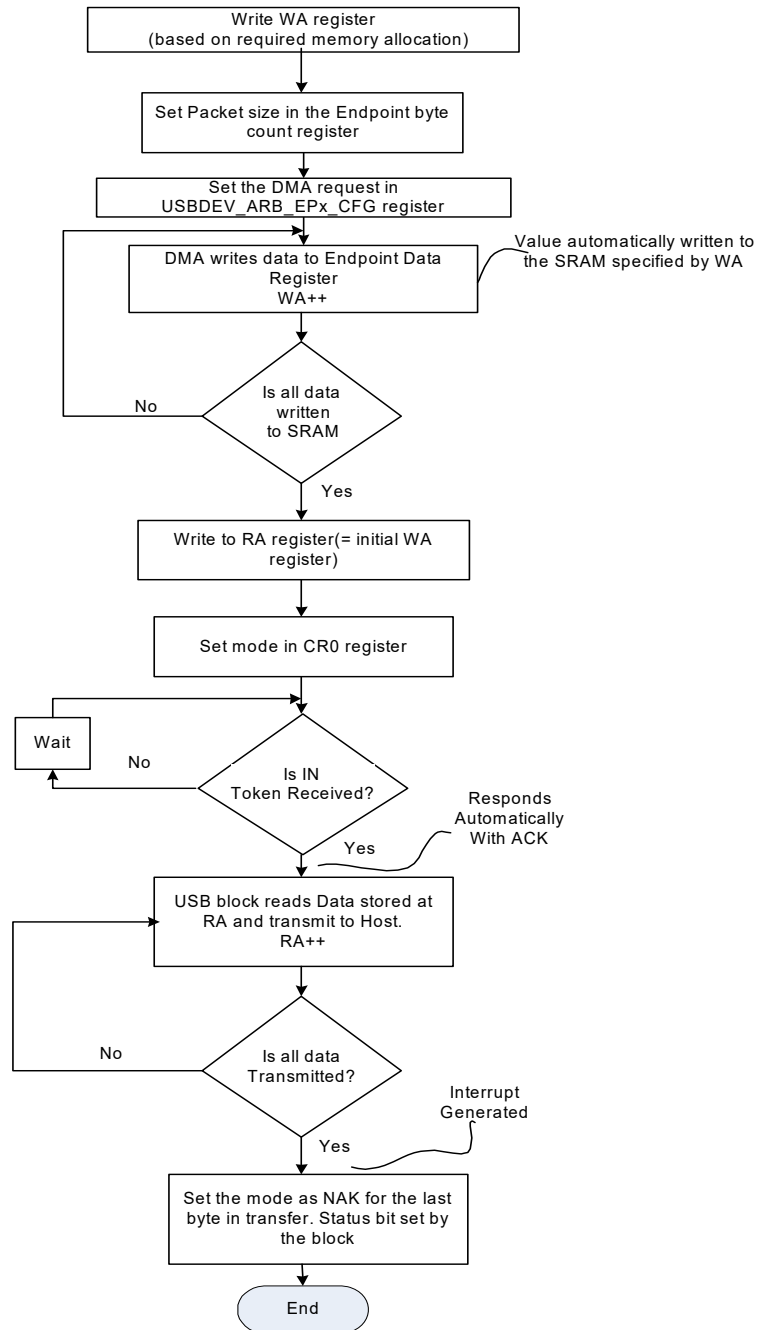 Write WA register
(based on required memory allocation)
Set Packet size in the Endpoint byte
count register
Set the DMA request in
USBDEV_ARB_EPx_CFG register
DMA writes data to Endpoint Data
Register
WA++
Value automatically written to
the SRAM specified by WA
Is all data
written
to SRAM
No
Yes
Write to RA register(= initial WA
register)
Set mode in CR0 register
Wait
No
Is IN
Token Received?
Responds
Automatically
With ACK
Yes
USB block reads Data stored at
RA and transmit to Host.
RA++
No
Is all data
Transmitted?
Interrupt
Generated
Yes
Set the mode as NAK for the last
byte in transfer. Status bit set by
the block
End